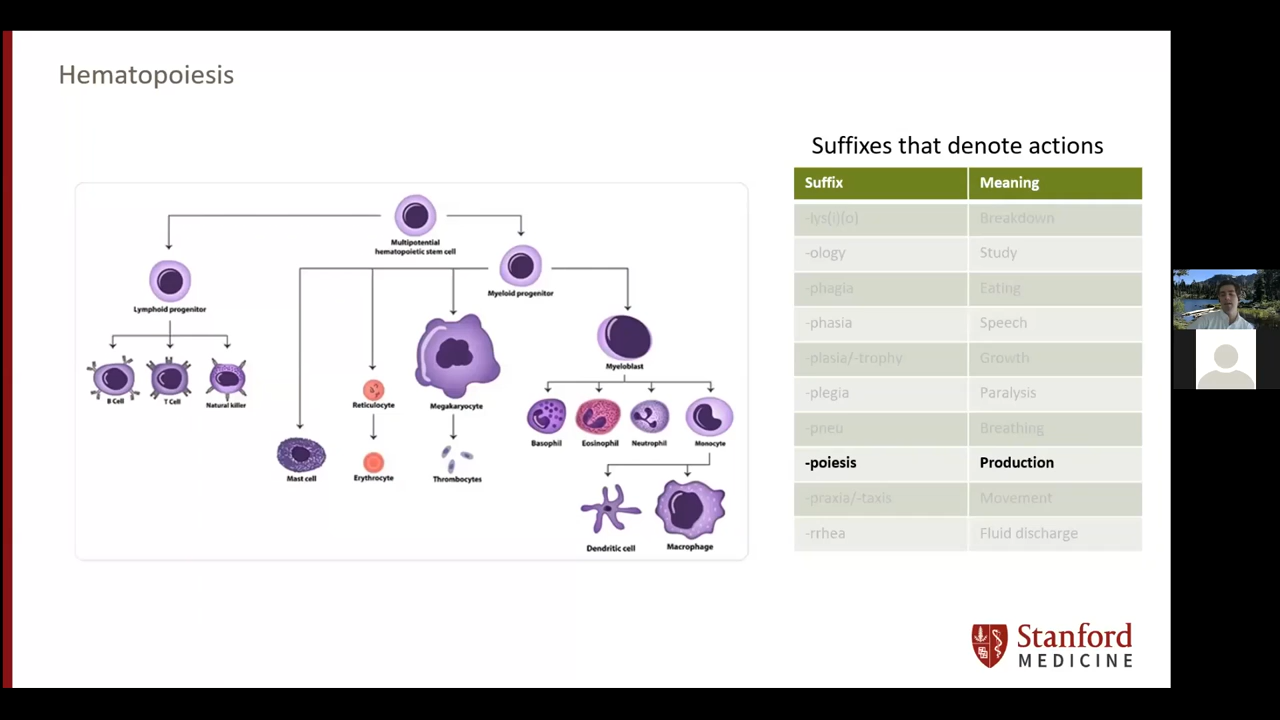 Hematopoiesis
Multipotential
hematopoietic stem cell
Lymphoid progenitor
Myeloid progenitor
B Cell
T Cell
Natural killer
Mast cell
Reticulocyte
Erythrocyte
Megakaryocyte
Thrombocytes
Myeloblast
Basophil
Eosinophil
Neutrophil
Monocyte
Dendritic cell
Macrophage
Suffixes that denote actions
Suffix Meaning
-lys(i)(o) Breakdown
-ology Study
-phagia Eating
-phasia Speech
-plasia/-trophy Growth
-plegia Paralysis
-pneu Breathing
-poiesis Production
-praxia/-taxis Movement
-rrhea Fluid discharge
Stanford
MEDICINE